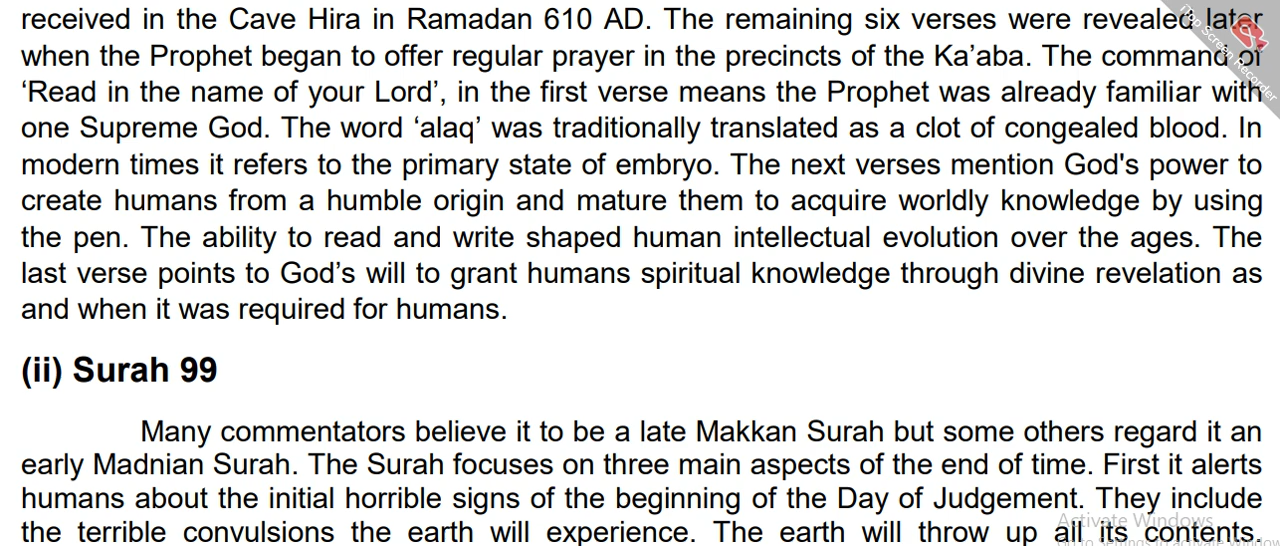 received in the Cave Hira in Ramadan 610 AD. The remaining six verses were revealed later
when the Prophet began to offer regular prayer in the precincts of the Ka’aba. The command of
‘Read in the name of your Lord’, in the first verse means the Prophet was already familiar with
one Supreme God. The word ‘alaq’ was traditionally translated as a clot of congealed blood. In
modern times it refers to the primary state of embryo. The next verses mention God's power to
create humans from a humble origin and mature them to acquire worldly knowledge by using
the pen. The ability to read and write shaped human intellectual evolution over the ages. The
last verse points to God’s will to grant humans spiritual knowledge through divine revelation as
and when it was required for humans.
(ii) Surah 99
Many commentators believe it to be a late Makkan Surah but some others regard it an
early Madnian Surah. The Surah focuses on three main aspects of the end of time. First it alerts
humans about the initial horrible signs of the beginning of the Day of Judgement. They include
the terrible convulsions the earth will experience. The earth will throw up all its contents.
iTop Screen Recorder
Activate Windows
Go to Settings to activate Window